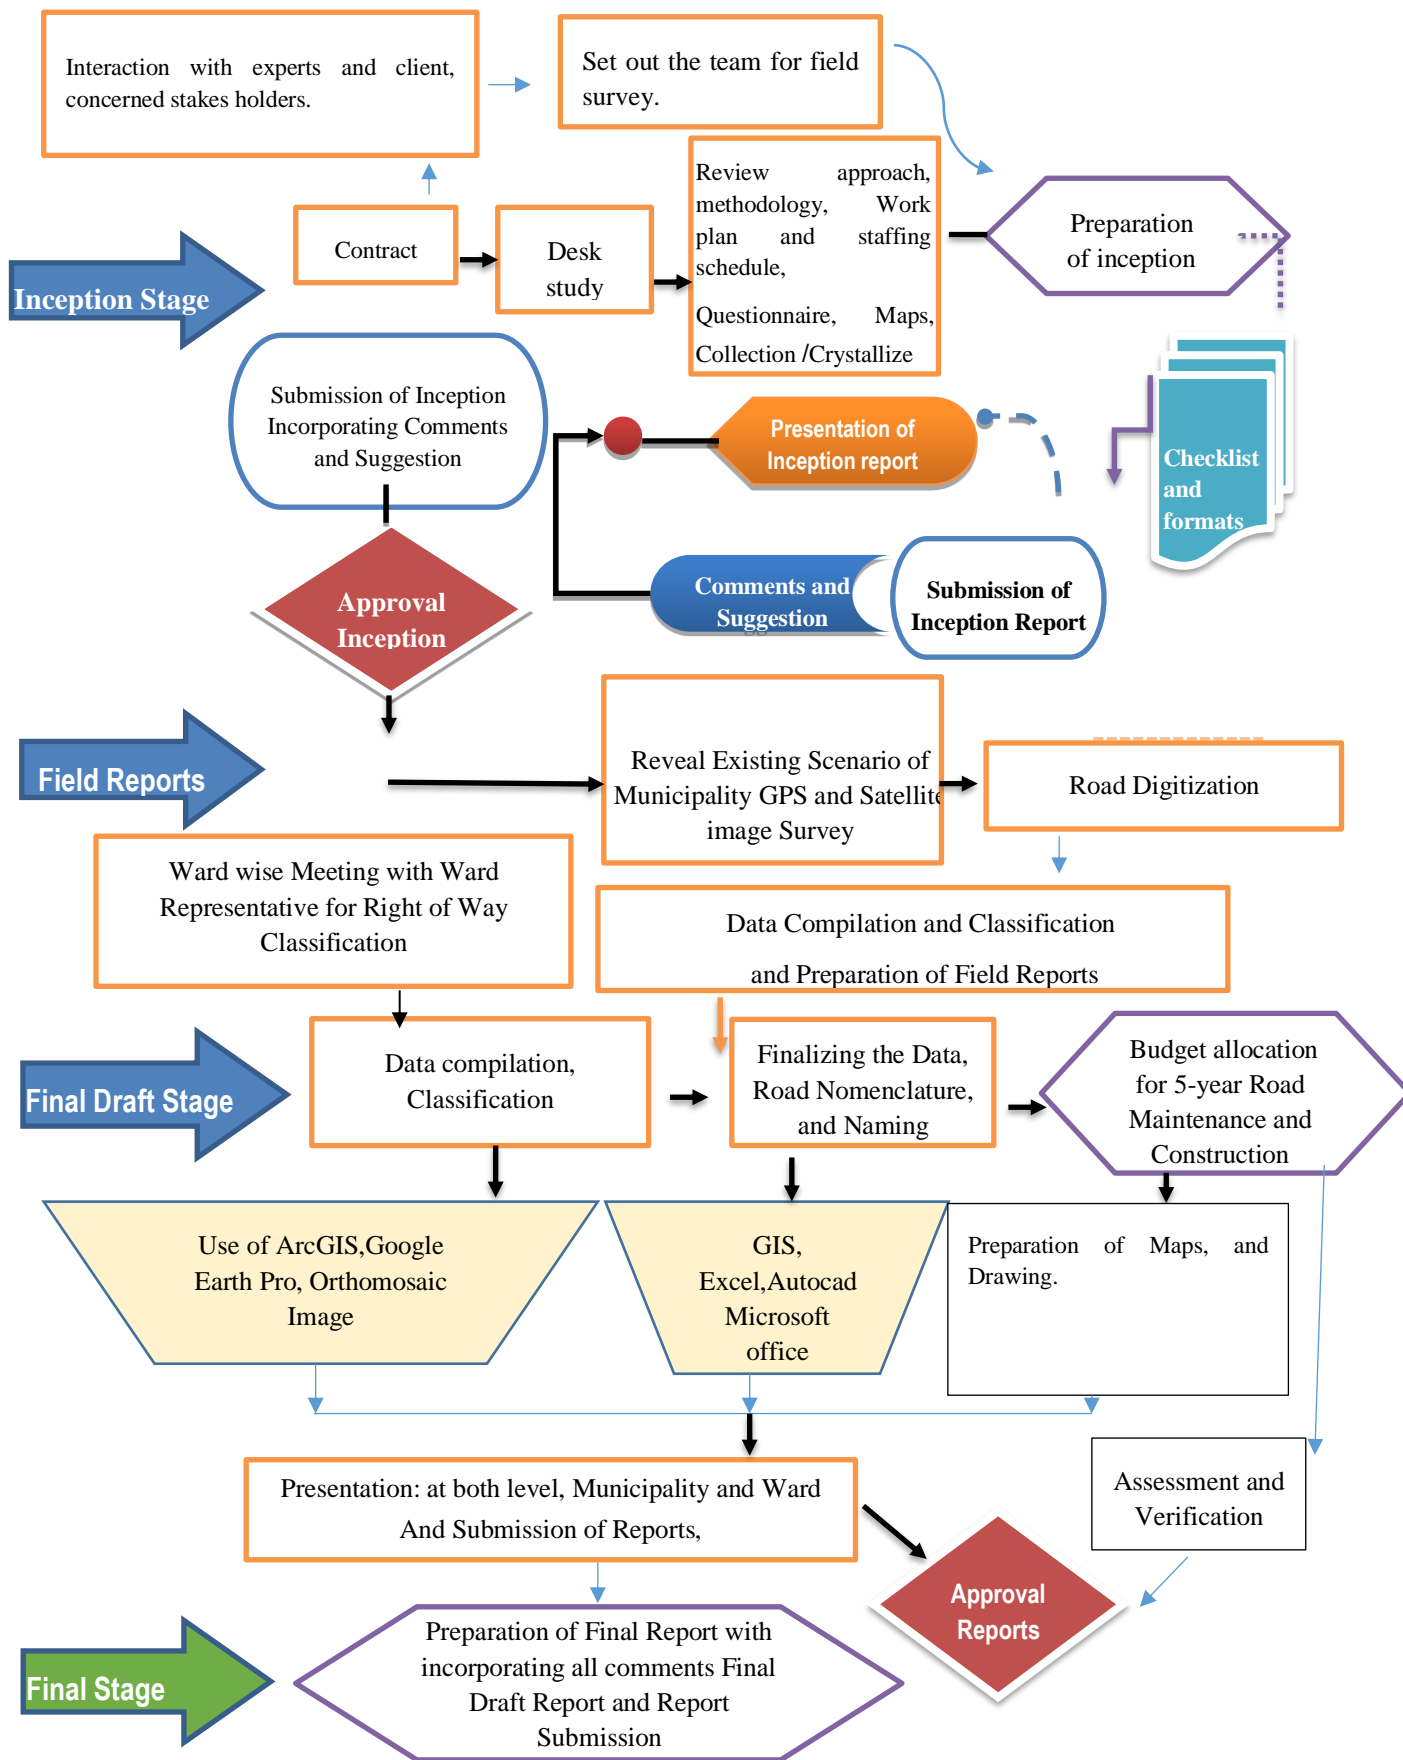 Interaction with experts and client,
concerned stakes holders.
Set out the team for field
survey.
Inception Stage
Contract
Desk
study
Review approach,
methodology, Work
plan and staffing
schedule,
Questionnaire, Maps,
Collection /Crystallize
Preparation
of inception
Submission of Inception
Incorporating Comments
and Suggestion
Presentation of
Inception report
Checklist
and
formats
Approval
Inception
Comments and
Suggestion
Submission of
Inception Report
Field Reports
Reveal Existing Scenario of
Municipality GPS and Satellite
image Survey
Road Digitization
Ward wise Meeting with Ward
Representative for Right of Way
Classification
Data Compilation and Classification
and Preparation of Field Reports
Final Draft Stage
Data compilation,
Classification
Finalizing the Data,
Road Nomenclature,
and Naming
Budget allocation
for 5-year Road
Maintenance and
Construction
Use of ArcGIS,Google
Earth Pro, Orthomosaic
Image
GIS,
Excel,Autocad
Microsoft
office
Preparation of Maps, and
Drawing.
Presentation: at both level, Municipality and Ward
And Submission of Reports,
Assessment and
Verification
Approval
Reports
Final Stage
Preparation of Final Report with
incorporating all comments Final
Draft Report and Report
Submission